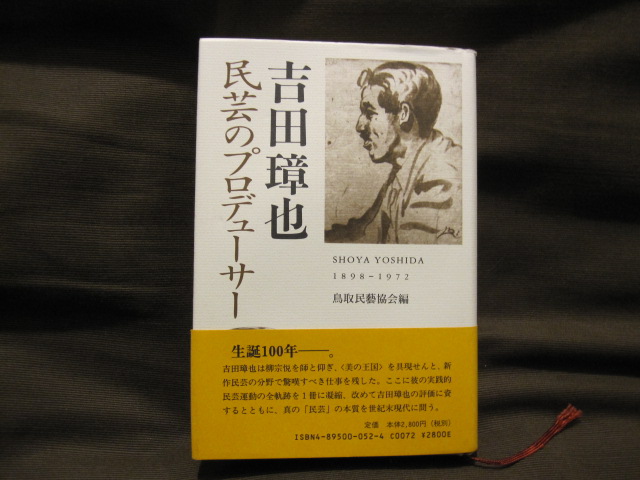 吉田璋也
民芸のプロデューサー
SHOYA YOSHIDA
1898-1972
鳥取民藝協会編
生誕100年――。
吉田璋也は柳宗悦を師と仰ぎ、〈美の王国〉を具現せんと、新
作民芸の分野で驚嘆すべき仕事を残した。ここに彼の実践的
民芸運動の全軌跡を1冊に凝縮、改めて吉田璋也の評価に資
するとともに、真の「民芸」の本質を世紀末現代に問う。
定価 本体2,800円(税別)
ISBN4-89500-052-4 C0072 ¥2800E